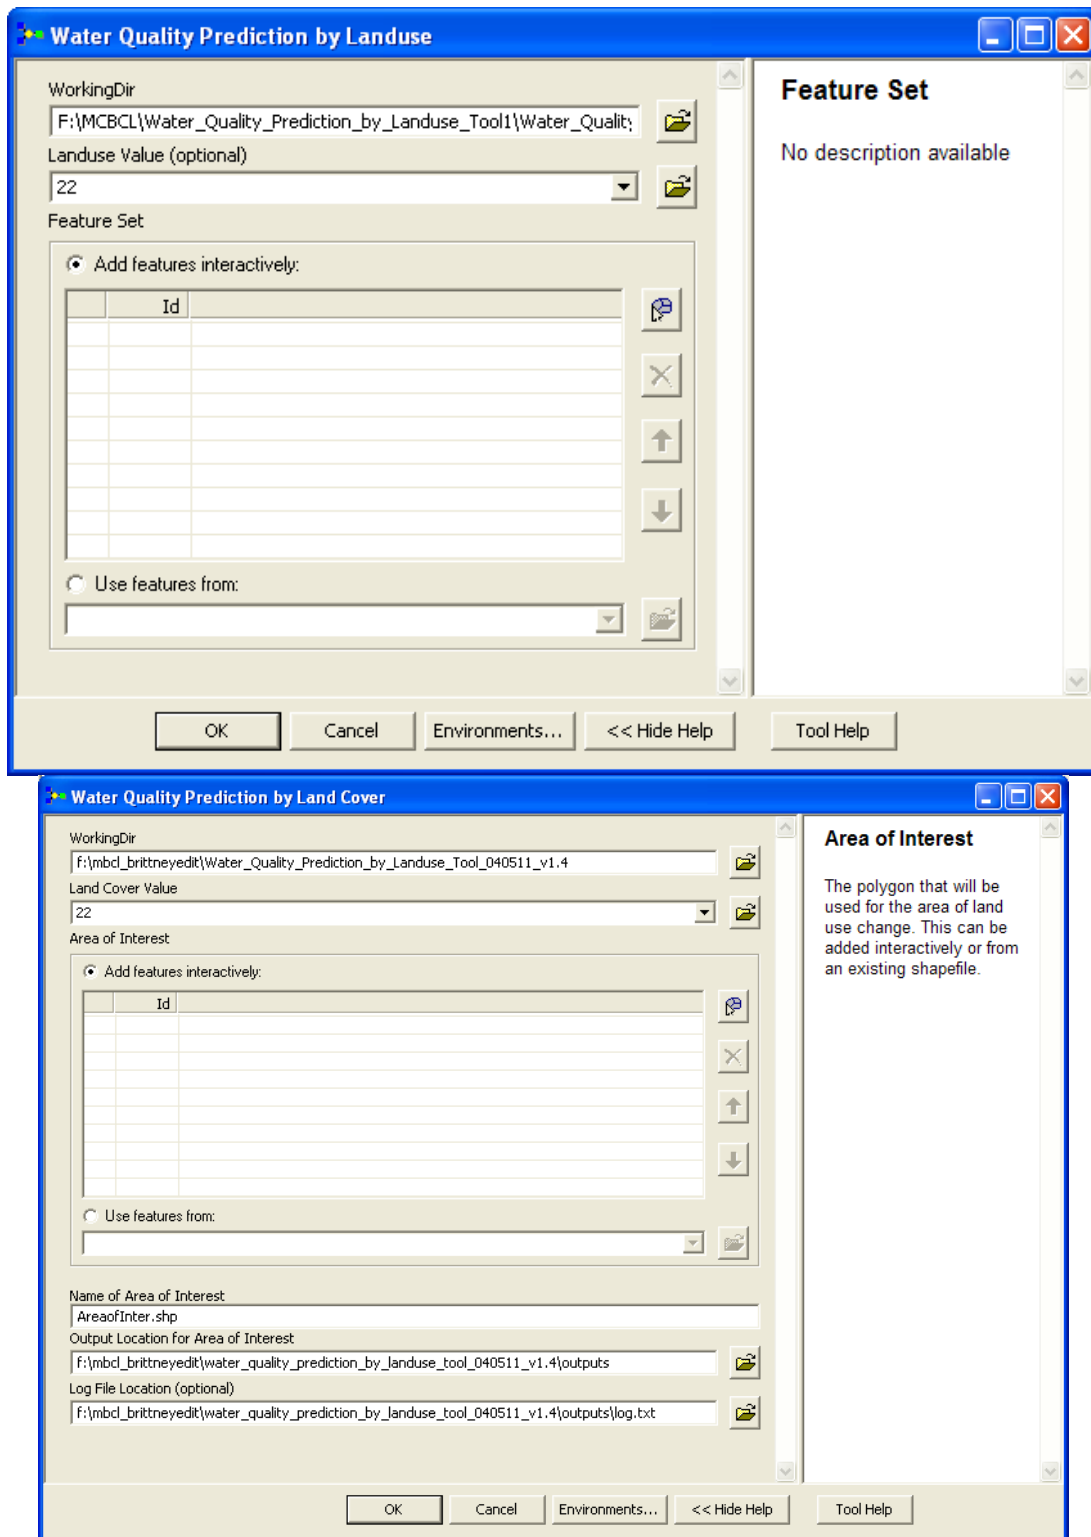 Water Quality Prediction by Landuse
WorkingDir
F:\MCBCL\Water_Quality_Prediction_by_Landuse_Tool1\Water_Quality
Landuse Value (optional)
22
Feature Set
Add features interactively:
Id
Use features from:
Feature Set
No description available
OK
Cancel
Environments...
<< Hide Help
Tool Help
Water Quality Prediction by Land Cover
WorkingDir
f:\mbcl_brittneyedit\Water_Quality_Prediction_by_Landuse_Tool_040511_v1.4
Land Cover Value
22
Area of Interest
Add features interactively:
Id
Use features from:
Name of Area of Interest
AreaofInter.shp
Output Location for Area of Interest
f:\mbcl_brittneyedit\water_quality_prediction_by_landuse_tool_040511_v1.4\outputs
Log File Location (optional)
f:\mbcl_brittneyedit\water_quality_prediction_by_landuse_tool_040511_v1.4\outputs\log.txt
Area of Interest
The polygon that will be
used for the area of land
use change. This can be
added interactively or from
an existing shapefile.
OK
Cancel
Environments...
<< Hide Help
Tool Help